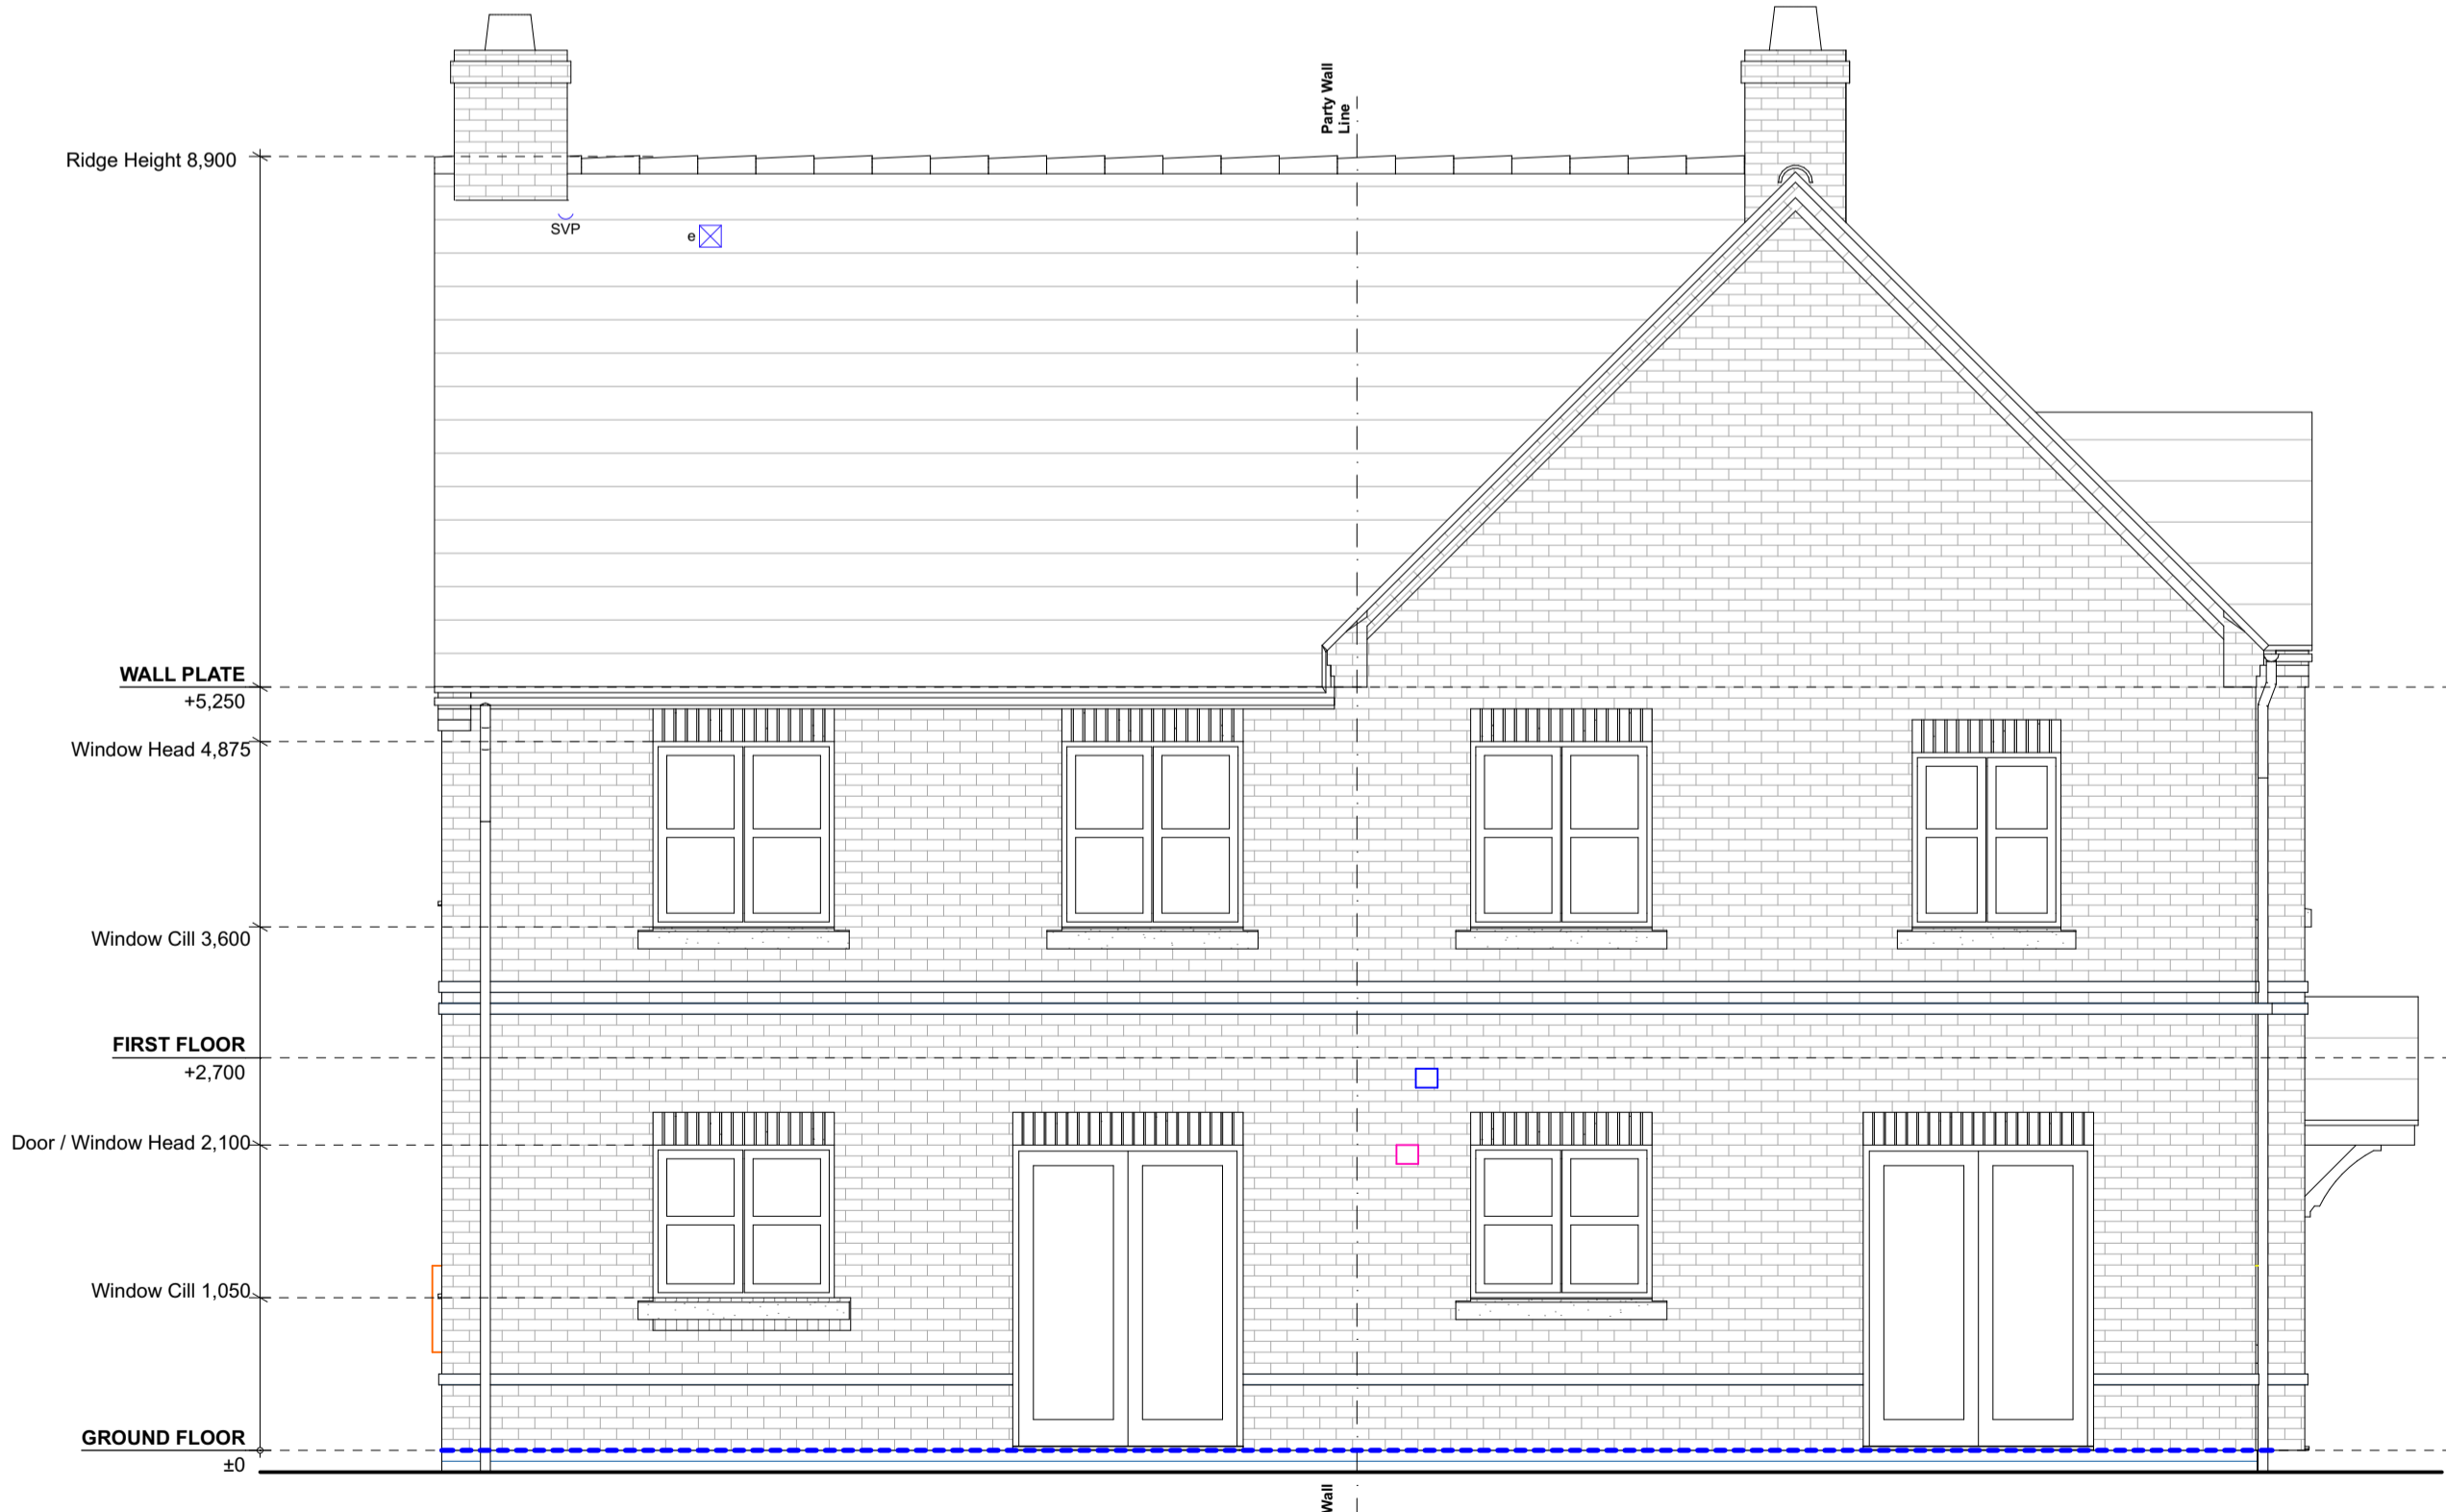 Party Wall
Line
Ridge Height 8,900
SVP
e
WALL PLATE
+5,250
Window Head 4,875
Window Cill 3,600
FIRST FLOOR
+2,700
Door / Window Head 2,100
Window Cill 1,050
GROUND FLOOR
±0
Wall